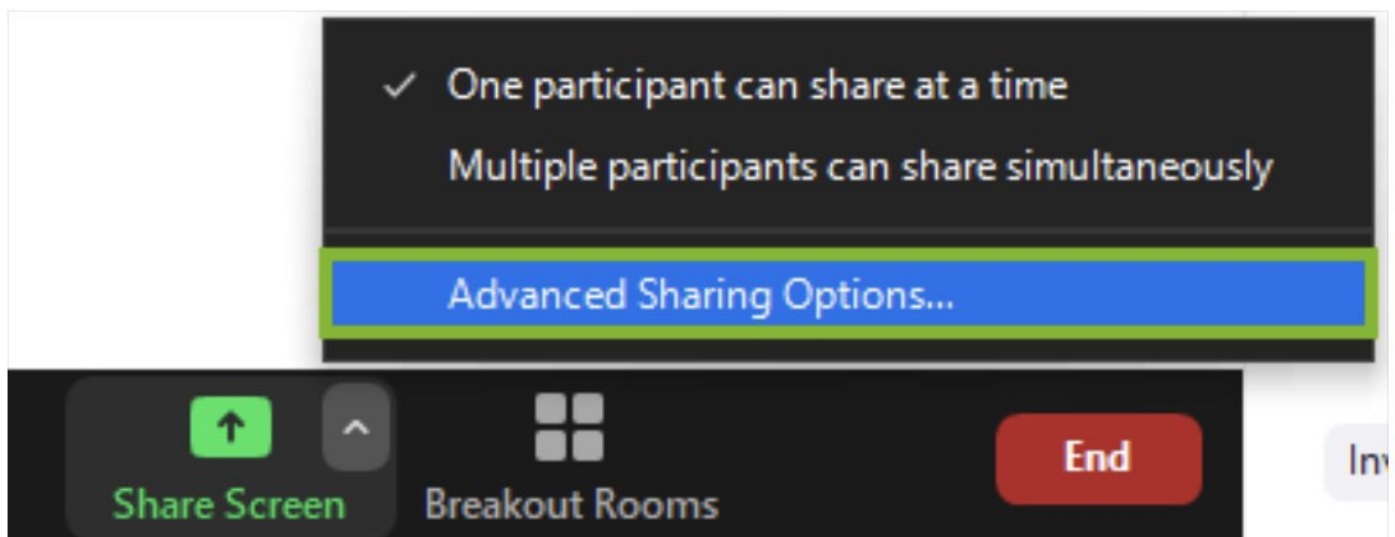 One participant can share at a time
Multiple participants can share simultaneously
Advanced Sharing Options...
Share Screen
Breakout Rooms
End